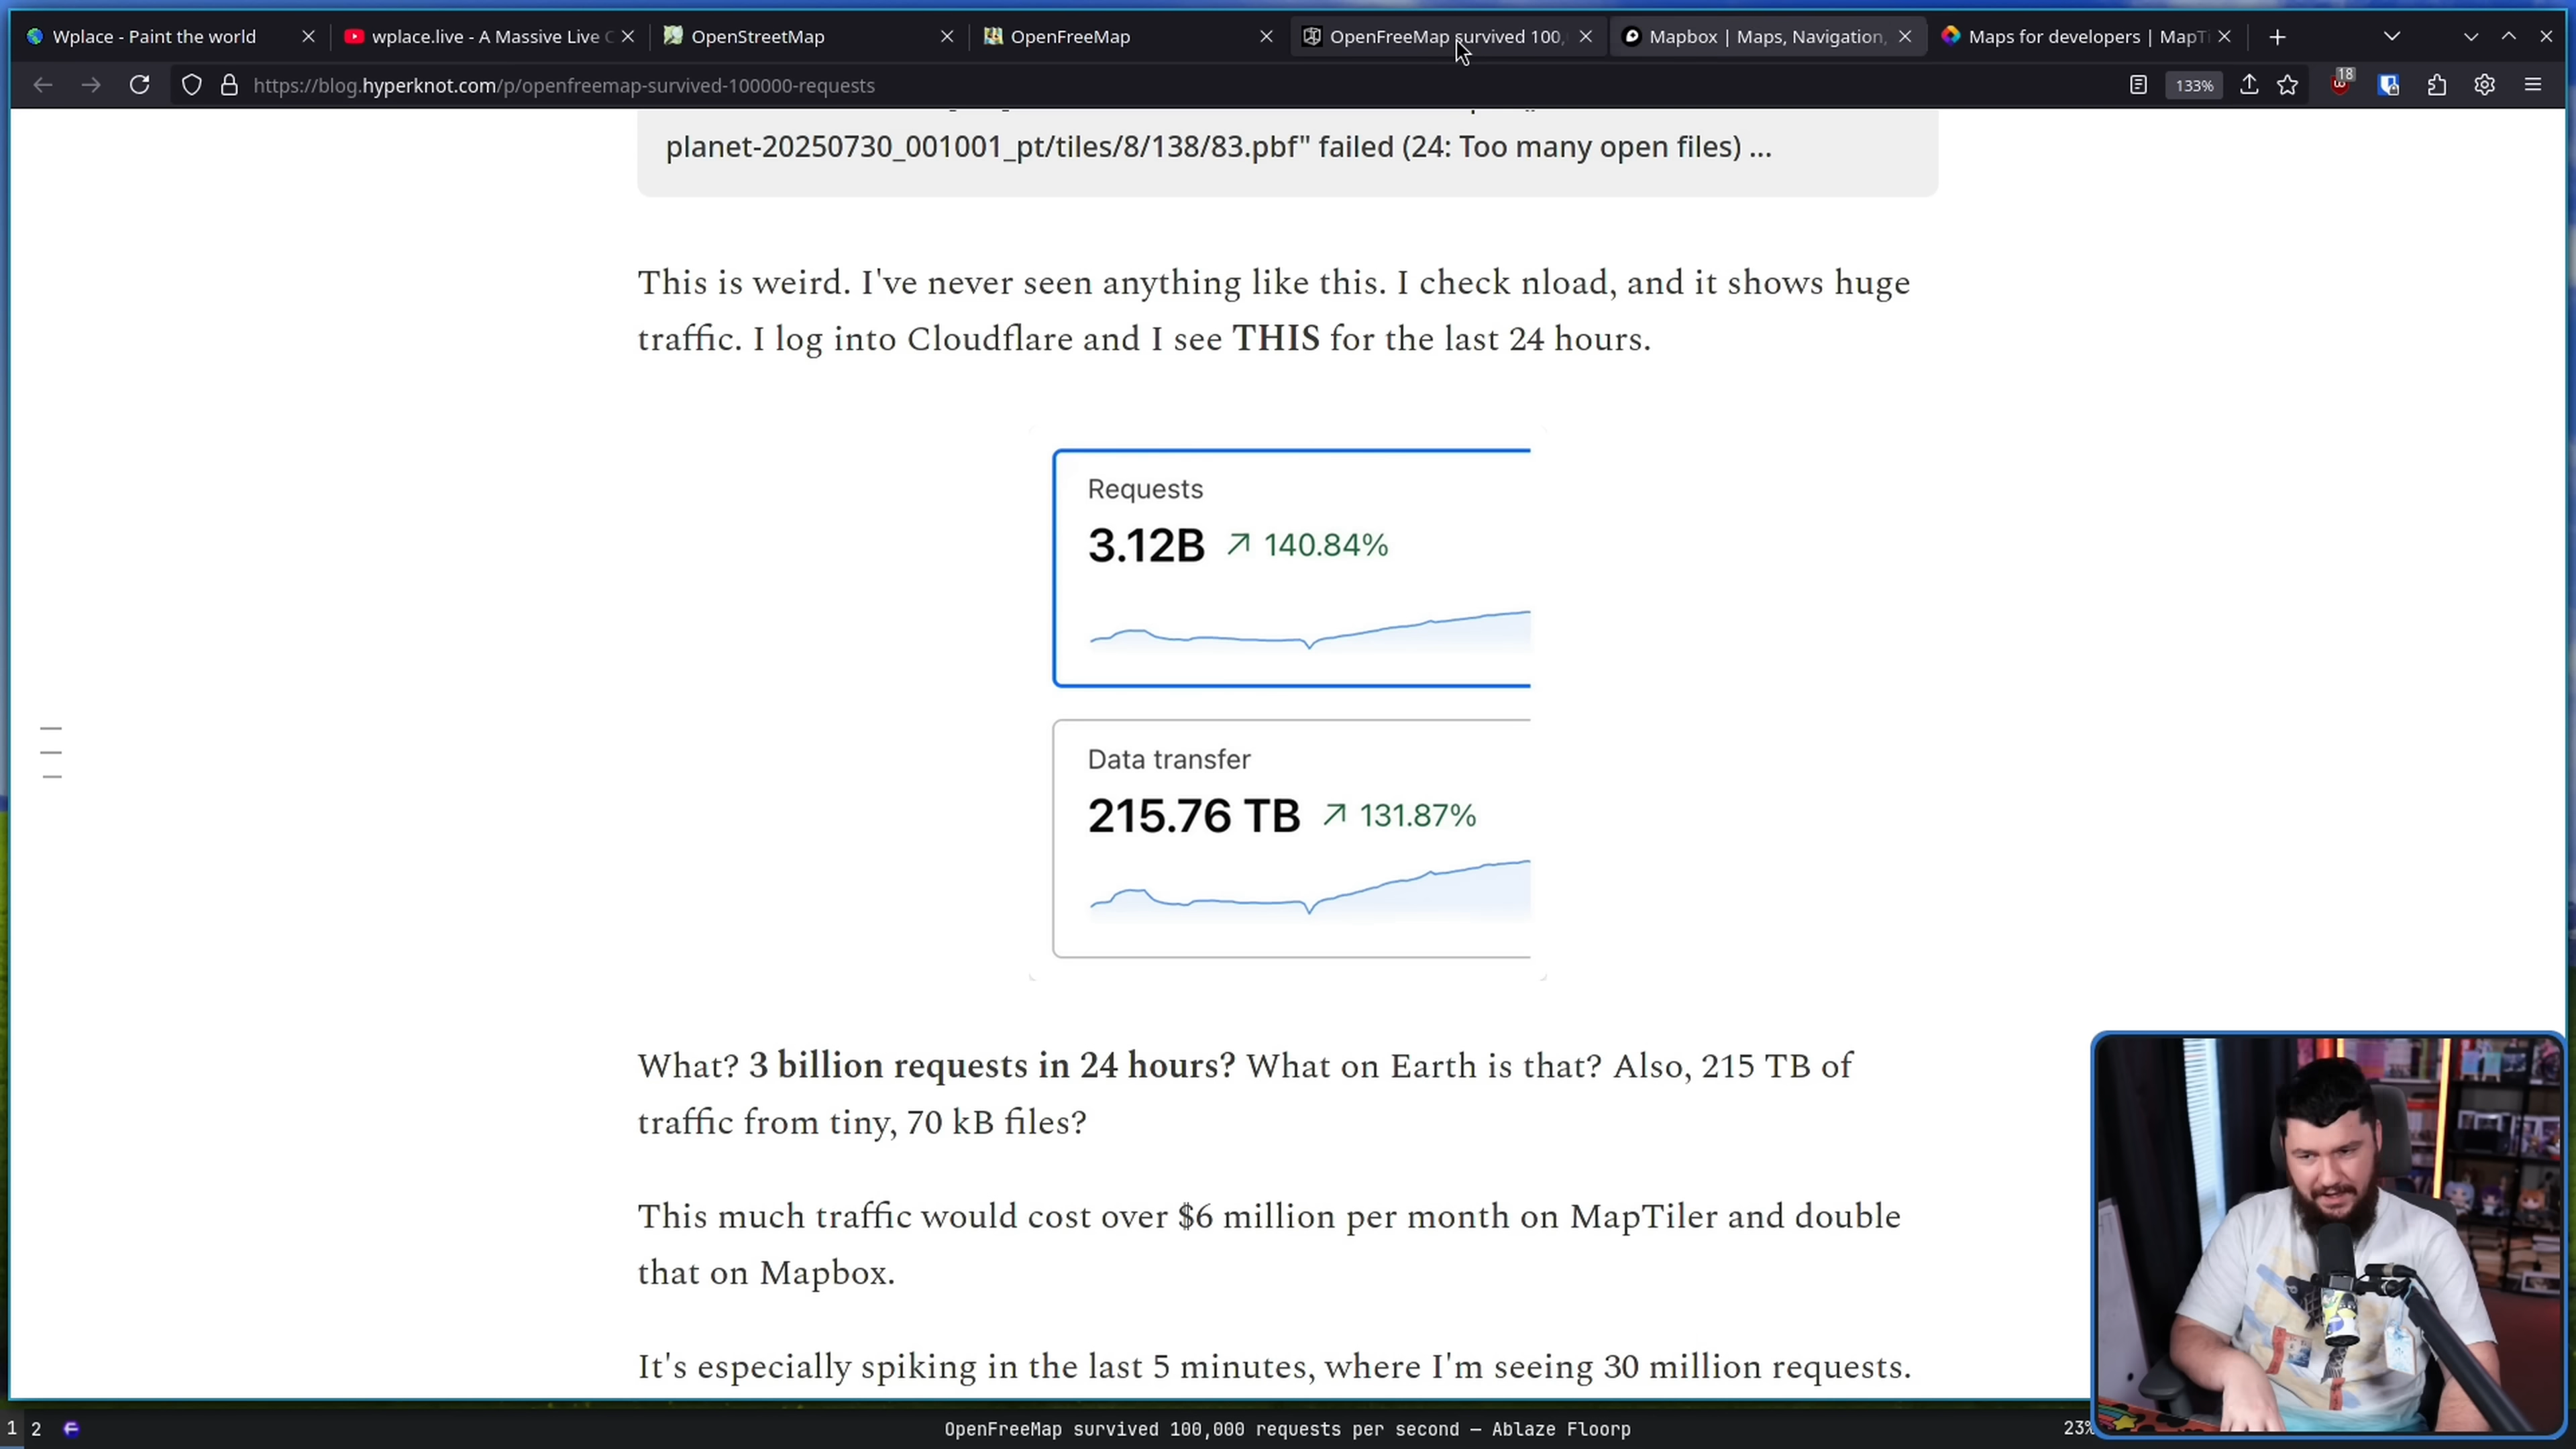 Wplace - Paint the world
wplace.live - A Massive Live C
OpenStreetMap
OpenFreeMap
OpenFreeMap survived 100,
Mapbox | Maps, Navigation,
Maps for developers | MapTi
https://blog.hyperknot.com/p/openfreemap-survived-100000-requests
133%
18
planet-20250730_001001_pt/tiles/8/138/83.pbf" failed (24: Too many open files) ...
This is weird. I've never seen anything like this. I check nload, and it shows huge
traffic. I log into Cloudflare and I see THIS for the last 24 hours.
Requests
3.12B ↗ 140.84%
Data transfer
215.76 TB ↗ 131.87%
What? 3 billion requests in 24 hours? What on Earth is that? Also, 215 TB of
traffic from tiny, 70 kB files?
This much traffic would cost over $6 million per month on MapTiler and double
that on Mapbox.
It's especially spiking in the last 5 minutes, where I'm seeing 30 million requests.
1 2
OpenFreeMap survived 100,000 requests per second — Ablaze Floorp
23%